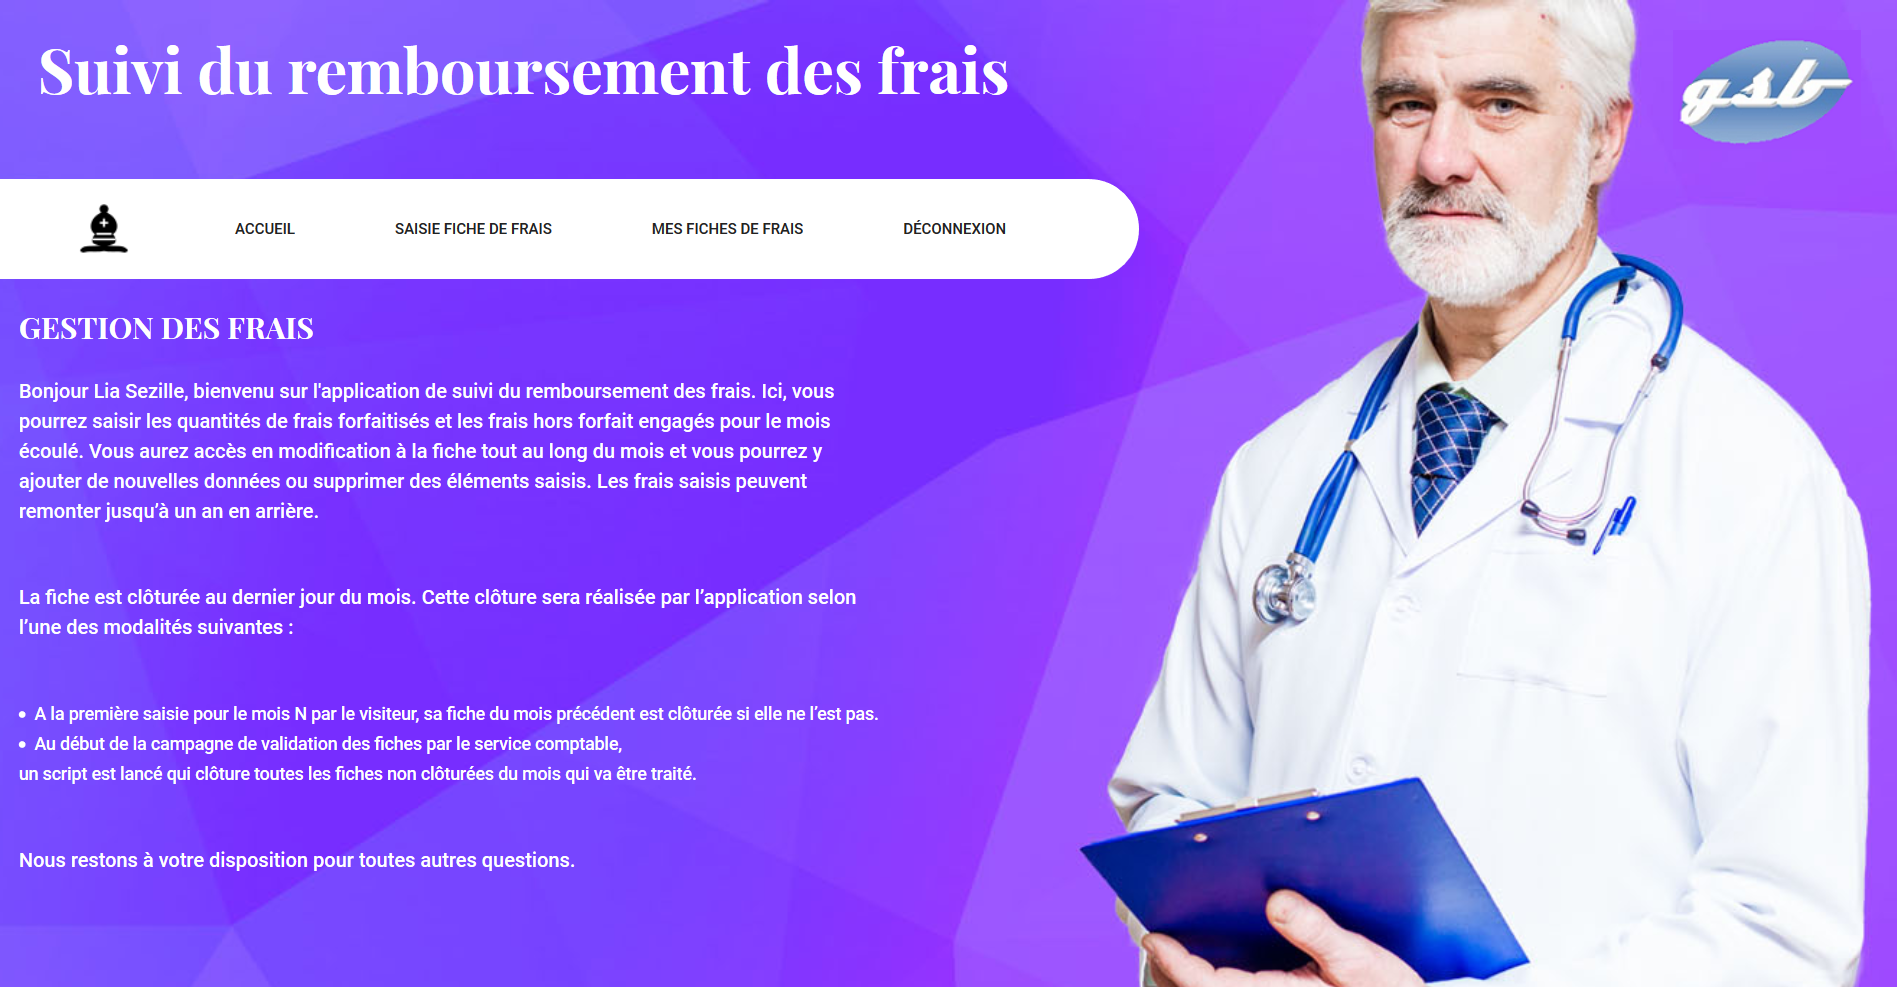 Suivi du remboursement des frais
gsb
ACCUEIL
SAISIE FICHE DE FRAIS
MES FICHES DE FRAIS
DÉCONNEXION
GESTION DES FRAIS
Bonjour Lia Sezille, bienvenu sur l'application de suivi du remboursement des frais. Ici, vous
pourrez saisir les quantités de frais forfaitisés et les frais hors forfait engagés pour le mois
écoulé. Vous aurez accès en modification à la fiche tout au long du mois et vous pourrez y
ajouter de nouvelles données ou supprimer des éléments saisis. Les frais saisis peuvent
remonter jusqu’à un an en arrière.
La fiche est clôturée au dernier jour du mois. Cette clôture sera réalisée par l’application selon
l’une des modalités suivantes :
• A la première saisie pour le mois N par le visiteur, sa fiche du mois précédent est clôturée si elle ne l’est pas.
• Au début de la campagne de validation des fiches par le service comptable,
un script est lancé qui clôture toutes les fiches non clôturées du mois qui va être traité.
Nous restons à votre disposition pour toutes autres questions.